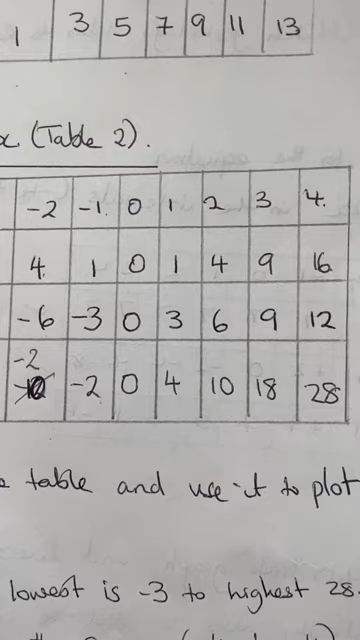 1 3 5 7 9 11 13
x (Table 2).
-2 -1 0 1 2 3 4.
4. 1 0 1 4 9 16
-6 -3 0 3 6 9 12
-2
-2 0 4 10 18 28
table and use it to plot
lowest is -3 to highest 28.